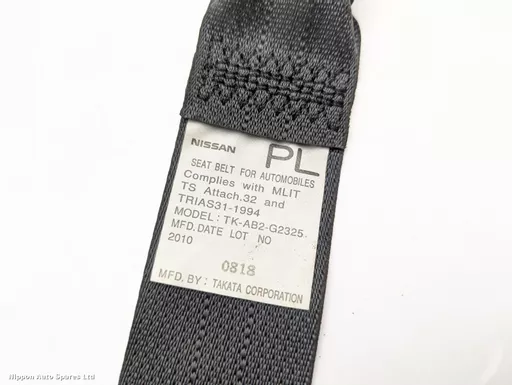 NISSAN PL
SEAT BELT FOR AUTOMOBILES
Complies with MLIT
TS Attach.32 and
TRIAS31-1994
MODEL: TK-AB2-G2325
MFD. DATE LOT NO
2010
0818
MFD. BY: TAKATA CORPORATION
Nippon Auto Spares Ltd